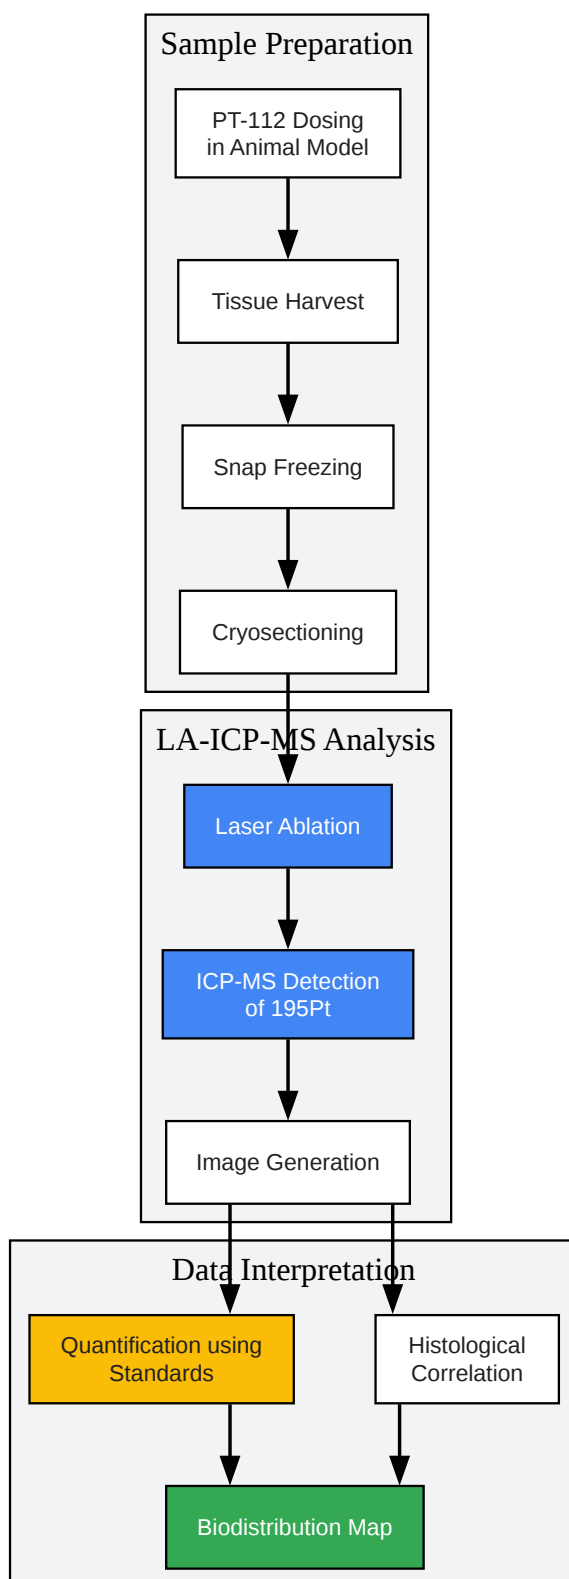 Sample Preparation
PT-112 Dosing
in Animal Model
Tissue Harvest
Snap Freezing
Cryosectioning
LA-ICP-MS Analysis
Laser Ablation
ICP-MS Detection
of 195Pt
Image Generation
Data Interpretation
Quantification using
Standards
Histological
Correlation
Biodistribution Map